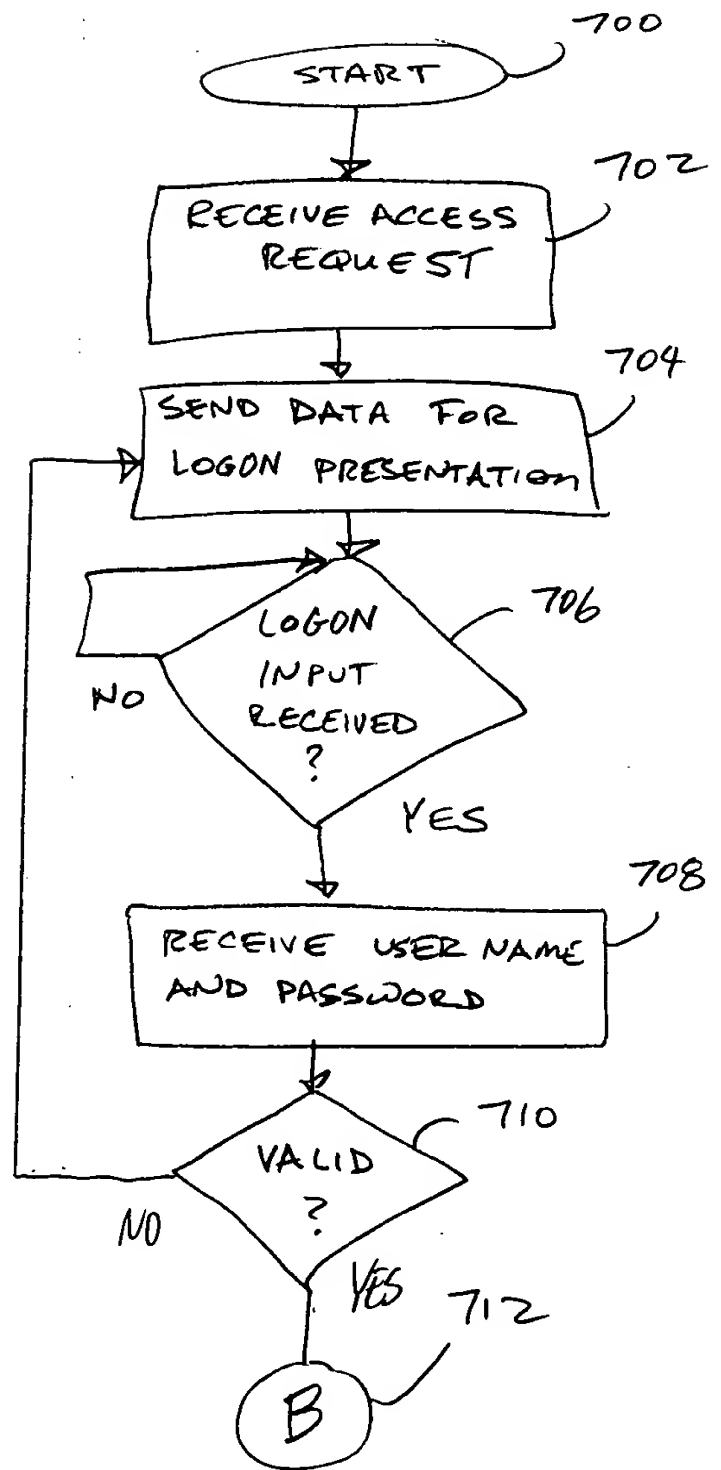 700
START
702
RECEIVE ACCESS
REQUEST
704
SEND DATA FOR
LOGON PRESENTATION
706
LOGON
INPUT
RECEIVED
?
NO
YES
708
RECEIVE USER NAME
AND PASSWORD
710
VALID
?
NO
YES
712
B